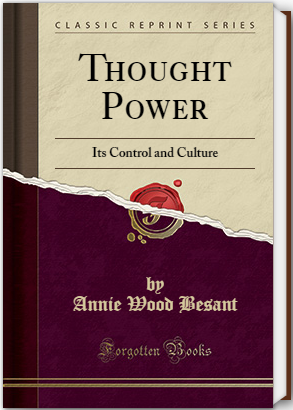 CLASSIC REPRINT SERIES
THOUGHT
POWER
Its Control and Culture
by
Annie Wood Besant
Forgotten Books